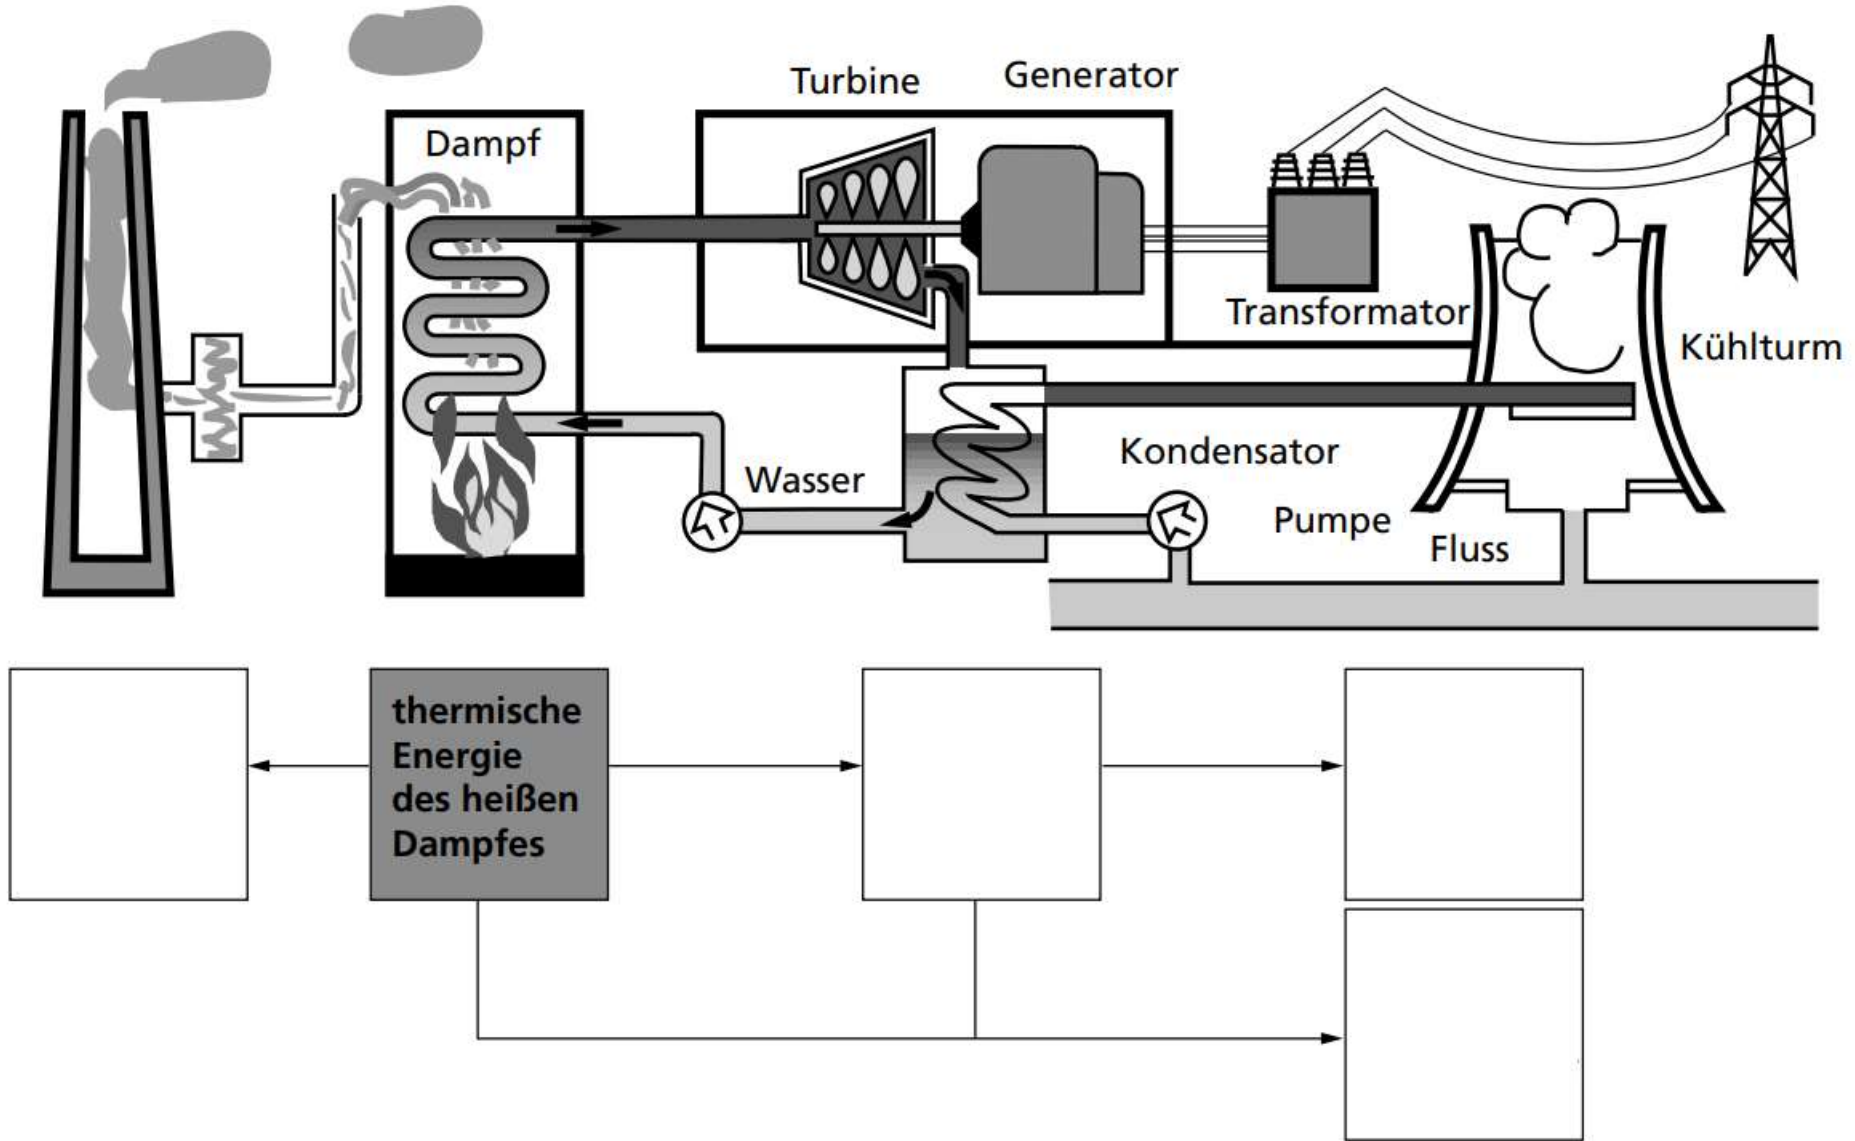 Turbine
Generator
Dampf
Transformator
Kühlturm
Kondensator
Wasser
Pumpe
Fluss
thermische
Energie
des heißen
Dampfes